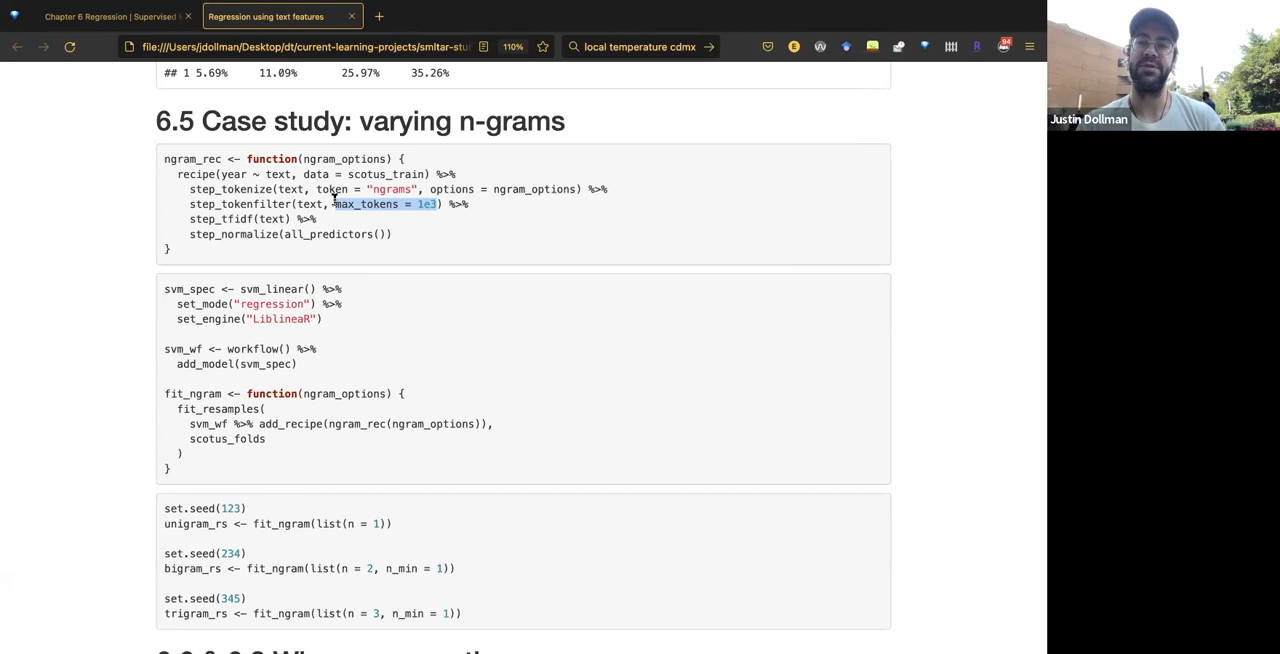 Chapter 6 Regression | Supervised
Regression using text features
file:///Users/jdollman/Desktop/dt/current-learning-projects/smltar-stu
110%
local temperature cdmx
94
## 1 5.69% 11.09% 25.97% 35.26%
6.5 Case study: varying n-grams
ngram_rec <- function(ngram_options) {
recipe(year ~ text, data = scotus_train) %>%
step_tokenize(text, token = "ngrams", options = ngram_options) %>%
step_tokenfilter(text, max_tokens = 1e3) %>%
step_tfidf(text) %>%
step_normalize(all_predictors())
}
svm_spec <- svm_linear() %>%
set_mode("regression") %>%
set_engine("LiblineaR")
svm_wf <- workflow() %>%
add_model(svm_spec)
fit_ngram <- function(ngram_options) {
fit_resamples(
svm_wf %>% add_recipe(ngram_rec(ngram_options)),
scotus_folds
)
}
set.seed(123)
unigram_rs <- fit_ngram(list(n = 1))
set.seed(234)
bigram_rs <- fit_ngram(list(n = 2, n_min = 1))
set.seed(345)
trigram_rs <- fit_ngram(list(n = 3, n_min = 1))
Justin Dollman